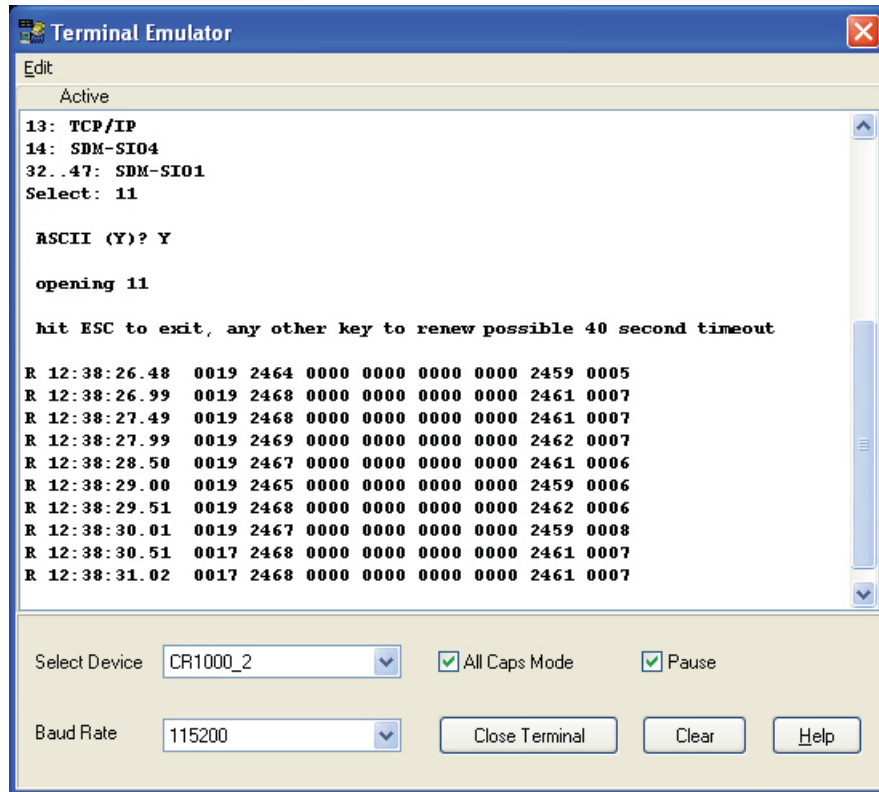 Terminal Emulator
Edit
Active
13: TCP/IP
14: SDM-SIO4
32..47: SDM-SIO1
Select: 11
ASCII (Y)? Y
opening 11
hit ESC to exit, any other key to renew possible 40 second timeout
R 12:38:26.48 0019 2464 0000 0000 0000 0000 2459 0005
R 12:38:26.99 0019 2468 0000 0000 0000 0000 2461 0007
R 12:38:27.49 0019 2468 0000 0000 0000 0000 2461 0007
R 12:38:27.99 0019 2469 0000 0000 0000 0000 2462 0007
R 12:38:28.50 0019 2467 0000 0000 0000 0000 2461 0006
R 12:38:29.00 0019 2465 0000 0000 0000 0000 2459 0006
R 12:38:29.51 0019 2468 0000 0000 0000 0000 2462 0006
R 12:38:30.01 0019 2467 0000 0000 0000 0000 2459 0008
R 12:38:30.51 0017 2468 0000 0000 0000 0000 2461 0007
R 12:38:31.02 0017 2468 0000 0000 0000 0000 2461 0007
Select Device CR1000_2 All Caps Mode Pause
Baud Rate 115200 Close Terminal Clear Help